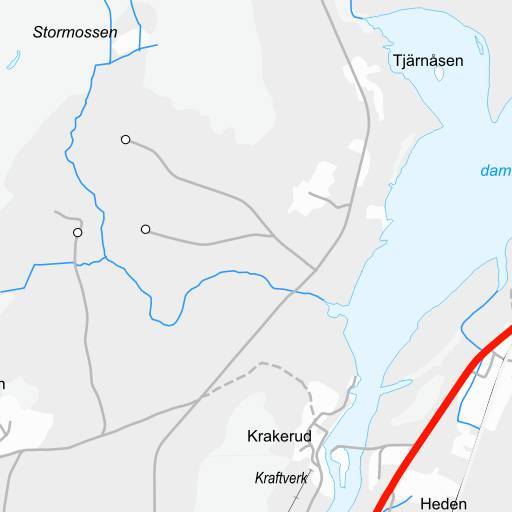 Stormossen
Tjärnåsen
dam
n
Krakerud
Kraftverk
Heden